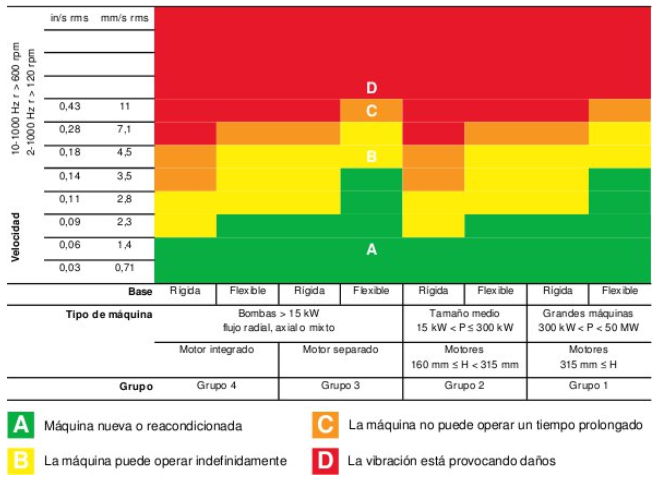 in/s rms mm/s rms
10-1000 Hz r > 600 rpm
2-1000 Hz r > 120 rpm
Velocidad
D
0,43 11 C
0,28 7,1
0,18 4,5 B
0,14 3,5
0,11 2,8
0,09 2,3
0,06 1,4 A
0,03 0,71
Base Rígida Flexible Rígida Flexible Rígida Flexible Rígida Flexible
Tipo de máquina Bombas > 15 kW Tamaño medio Grandes máquinas
flujo radial, axial o mixto 15 kW < P ≤ 300 kW 300 kW < P < 50 MW
Motor integrado Motor separado Motores Motores
160 mm ≤ H < 315 mm 315 mm ≤ H
Grupo Grupo 4 Grupo 3 Grupo 2 Grupo 1
A Máquina nueva o reacondicionada C La máquina no puede operar un tiempo prolongado
B La máquina puede operar indefinidamente D La vibración está provocando daños